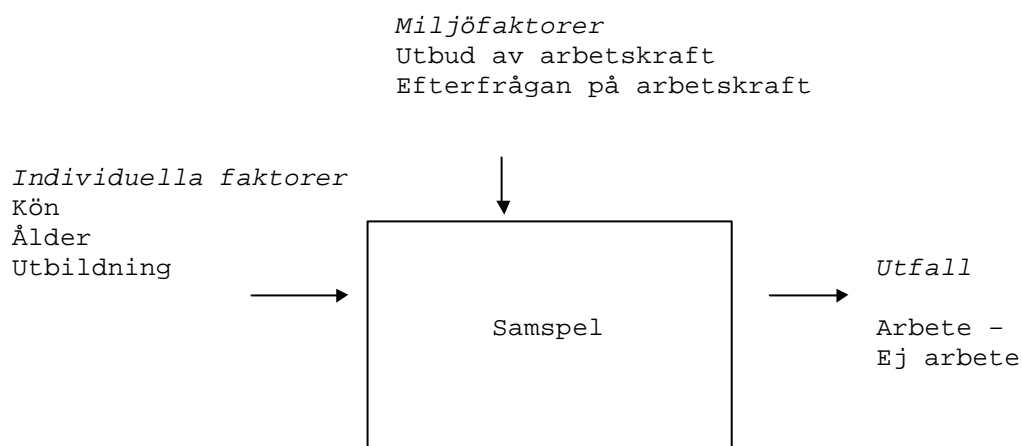 Miljöfaktorer
Utbud av arbetskraft
Efterfrågan på arbetskraft
Individuella faktorer
Kön
Ålder
Utbildning
Samspel
Utfall
Arbete –
Ej arbete